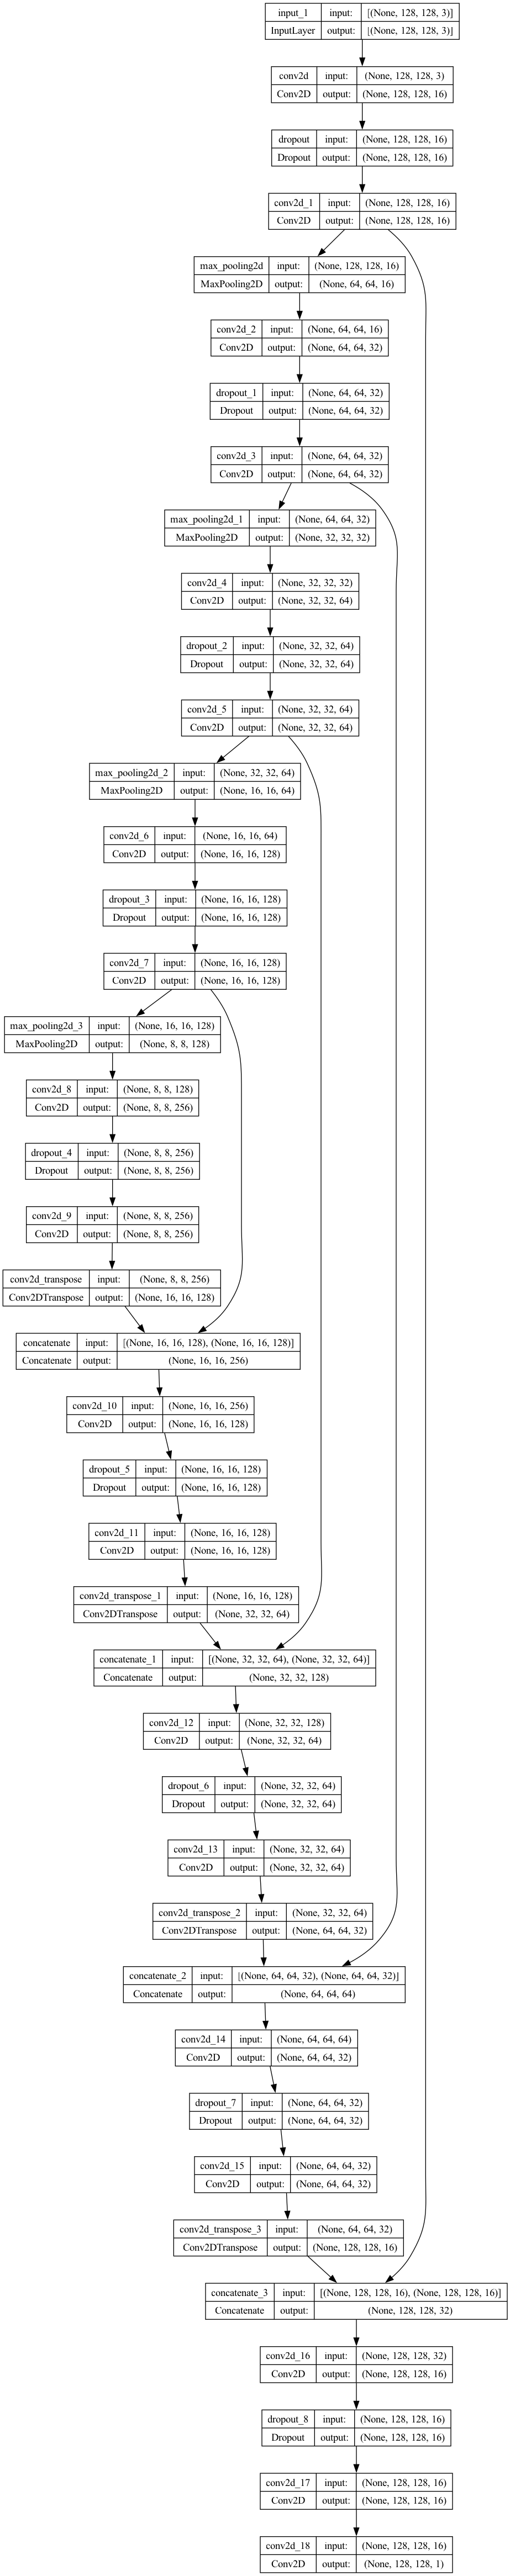 input_1 input: [(None, 128, 128, 3)]
InputLayer output: [(None, 128, 128, 3)]
conv2d input: (None, 128, 128, 3)
Conv2D output: (None, 128, 128, 16)
dropout input: (None, 128, 128, 16)
Dropout output: (None, 128, 128, 16)
conv2d_1 input: (None, 128, 128, 16)
Conv2D output: (None, 128, 128, 16)
max_pooling2d input: (None, 128, 128, 16)
MaxPooling2D output: (None, 64, 64, 16)
conv2d_2 input: (None, 64, 64, 16)
Conv2D output: (None, 64, 64, 32)
dropout_1 input: (None, 64, 64, 32)
Dropout output: (None, 64, 64, 32)
conv2d_3 input: (None, 64, 64, 32)
Conv2D output: (None, 64, 64, 32)
max_pooling2d_1 input: (None, 64, 64, 32)
MaxPooling2D output: (None, 32, 32, 32)
conv2d_4 input: (None, 32, 32, 32)
Conv2D output: (None, 32, 32, 64)
dropout_2 input: (None, 32, 32, 64)
Dropout output: (None, 32, 32, 64)
conv2d_5 input: (None, 32, 32, 64)
Conv2D output: (None, 32, 32, 64)
max_pooling2d_2 input: (None, 32, 32, 64)
MaxPooling2D output: (None, 16, 16, 64)
conv2d_6 input: (None, 16, 16, 64)
Conv2D output: (None, 16, 16, 128)
dropout_3 input: (None, 16, 16, 128)
Dropout output: (None, 16, 16, 128)
conv2d_7 input: (None, 16, 16, 128)
Conv2D output: (None, 16, 16, 128)
max_pooling2d_3 input: (None, 16, 16, 128)
MaxPooling2D output: (None, 8, 8, 128)
conv2d_8 input: (None, 8, 8, 128)
Conv2D output: (None, 8, 8, 256)
dropout_4 input: (None, 8, 8, 256)
Dropout output: (None, 8, 8, 256)
conv2d_9 input: (None, 8, 8, 256)
Conv2D output: (None, 8, 8, 256)
conv2d_transpose input: (None, 8, 8, 256)
Conv2DTranspose output: (None, 16, 16, 128)
concatenate input: [(None, 16, 16, 128), (None, 16, 16, 128)]
Concatenate output: (None, 16, 16, 256)
conv2d_10 input: (None, 16, 16, 256)
Conv2D output: (None, 16, 16, 128)
dropout_5 input: (None, 16, 16, 128)
Dropout output: (None, 16, 16, 128)
conv2d_11 input: (None, 16, 16, 128)
Conv2D output: (None, 16, 16, 128)
conv2d_transpose_1 input: (None, 16, 16, 128)
Conv2DTranspose output: (None, 32, 32, 64)
concatenate_1 input: [(None, 32, 32, 64), (None, 32, 32, 64)]
Concatenate output: (None, 32, 32, 128)
conv2d_12 input: (None, 32, 32, 128)
Conv2D output: (None, 32, 32, 64)
dropout_6 input: (None, 32, 32, 64)
Dropout output: (None, 32, 32, 64)
conv2d_13 input: (None, 32, 32, 64)
Conv2D output: (None, 32, 32, 64)
conv2d_transpose_2 input: (None, 32, 32, 64)
Conv2DTranspose output: (None, 64, 64, 32)
concatenate_2 input: [(None, 64, 64, 32), (None, 64, 64, 32)]
Concatenate output: (None, 64, 64, 64)
conv2d_14 input: (None, 64, 64, 64)
Conv2D output: (None, 64, 64, 32)
dropout_7 input: (None, 64, 64, 32)
Dropout output: (None, 64, 64, 32)
conv2d_15 input: (None, 64, 64, 32)
Conv2D output: (None, 64, 64, 32)
conv2d_transpose_3 input: (None, 64, 64, 32)
Conv2DTranspose output: (None, 128, 128, 16)
concatenate_3 input: [(None, 128, 128, 16), (None, 128, 128, 16)]
Concatenate output: (None, 128, 128, 32)
conv2d_16 input: (None, 128, 128, 32)
Conv2D output: (None, 128, 128, 16)
dropout_8 input: (None, 128, 128, 16)
Dropout output: (None, 128, 128, 16)
conv2d_17 input: (None, 128, 128, 16)
Conv2D output: (None, 128, 128, 16)
conv2d_18 input: (None, 128, 128, 16)
Conv2D output: (None, 128, 128, 1)